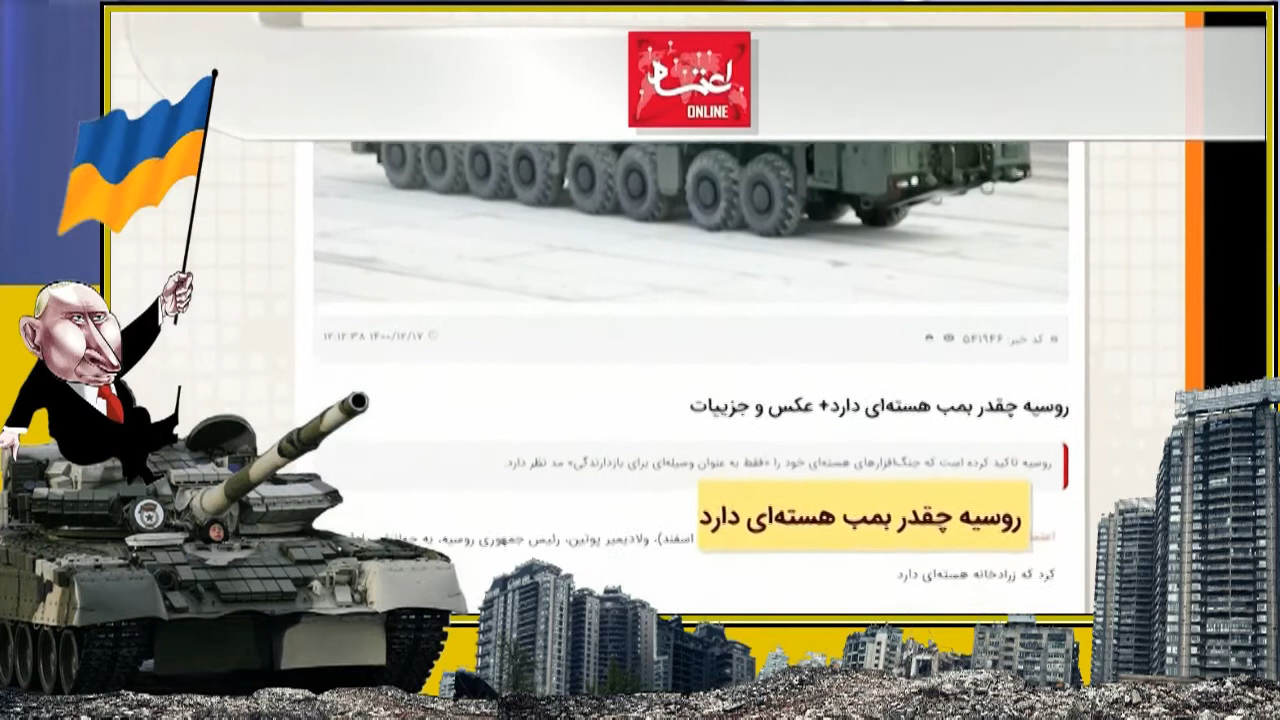 اعتماد
ONLINE
کد خبر: ۵۴۱۹۴۶
۱۴۰۰/۱۲/۱۷ ۱۲:۱۲:۳۸
روسیه چقدر بمب هسته‌ای دارد+ عکس و جزییات
روسیه تاکید کرده است که جنگ‌افزارهای هسته‌ای خود را «فقط به عنوان وسیله‌ای برای بازدارندگی» مد نظر دارد
روسیه چقدر بمب هسته‌ای دارد
اسفند)، ولادیمیر پوتین، رئیس جمهوری روسیه، به
کرد که زرادخانه هسته‌ای دارد